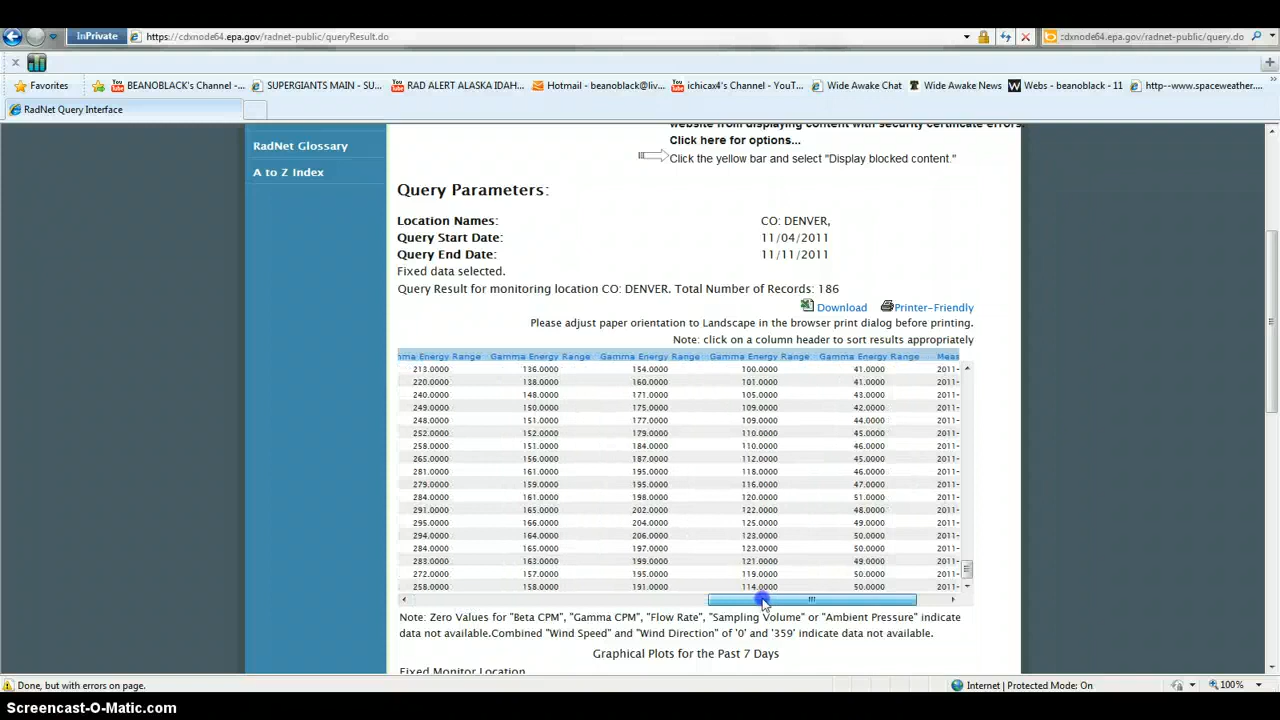 InPrivate https://cdxnode64.epa.gov/radnet-public/queryResult.do cdxnode64.epa.gov/radnet-public/query.do
Favorites BEANOBLACK's Channel -... SUPERGIANTS MAIN - SU... RAD ALERT ALASKA IDAH... Hotmail - beanoblack@liv... ichicax4's Channel - YouT... Wide Awake Chat Wide Awake News Webs - beanoblack - 11 http--www.spaceweather....
RadNet Query Interface
website from displaying content with security certificate errors.
RadNet Glossary
A to Z Index
Click here for options...
Click the yellow bar and select "Display blocked content."
Query Parameters:
Location Names: CO: DENVER,
Query Start Date: 11/04/2011
Query End Date: 11/11/2011
Fixed data selected.
Query Result for monitoring location CO: DENVER. Total Number of Records: 186
Download Printer-Friendly
Please adjust paper orientation to Landscape in the browser print dialog before printing.
Note: click on a column header to sort results appropriately
mma Energy Range Gamma Energy Range Gamma Energy Range Gamma Energy Range Gamma Energy Range Meas
213.0000 136.0000 154.0000 100.0000 41.0000 2011-
220.0000 138.0000 160.0000 101.0000 41.0000 2011-
240.0000 148.0000 171.0000 105.0000 43.0000 2011-
249.0000 150.0000 175.0000 109.0000 42.0000 2011-
248.0000 151.0000 177.0000 109.0000 44.0000 2011-
252.0000 152.0000 179.0000 110.0000 45.0000 2011-
258.0000 151.0000 184.0000 110.0000 46.0000 2011-
265.0000 156.0000 187.0000 112.0000 45.0000 2011-
281.0000 161.0000 195.0000 118.0000 46.0000 2011-
279.0000 159.0000 195.0000 116.0000 47.0000 2011-
284.0000 161.0000 198.0000 120.0000 51.0000 2011-
291.0000 165.0000 202.0000 122.0000 48.0000 2011-
295.0000 166.0000 204.0000 125.0000 49.0000 2011-
294.0000 164.0000 206.0000 123.0000 50.0000 2011-
284.0000 165.0000 197.0000 123.0000 50.0000 2011-
283.0000 163.0000 199.0000 121.0000 49.0000 2011-
272.0000 157.0000 195.0000 119.0000 50.0000 2011-
258.0000 158.0000 191.0000 114.0000 50.0000 2011-
Note: Zero Values for "Beta CPM", "Gamma CPM", "Flow Rate", "Sampling Volume" or "Ambient Pressure" indicate
data not available.Combined "Wind Speed" and "Wind Direction" of '0' and '359' indicate data not available.
Graphical Plots for the Past 7 Days
Fixed Monitor Location
Done, but with errors on page. Internet | Protected Mode: On 100%
Screencast-O-Matic.com